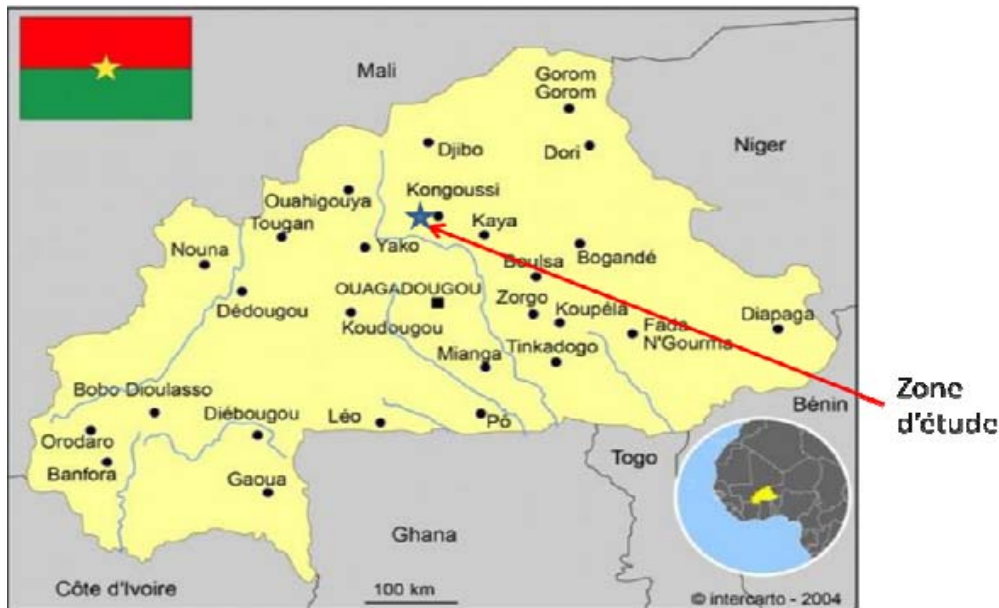 Mali
Gorom
Gorom
Niger
Djibo
Dori
Ouahigouya
Kongoussi
Tougan
Kaya
Nouna
Yako
Bogandé
Boulsa
OUAGADOUGOU
Zorgo
Koupéla
Dédougou
Koudougou
Fada
N'Gourma
Diapaga
Mianga
Tinkadogo
Bobo Dioulasso
Diébougou
Léo
Pô
Bénin
Zone
d'étude
Orodaro
Banfora
Gaoua
Togo
Ghana
Côte d'Ivoire
100 km
© intercarto - 2004